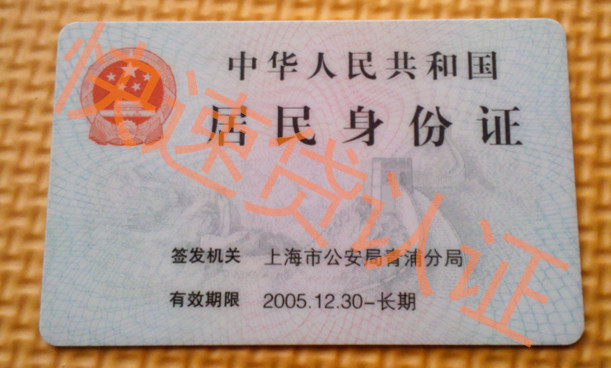 中华人民共和国
居民身份证
快速贷认证
签发机关 上海市公安局青浦分局
有效期限 2005.12.30-长期